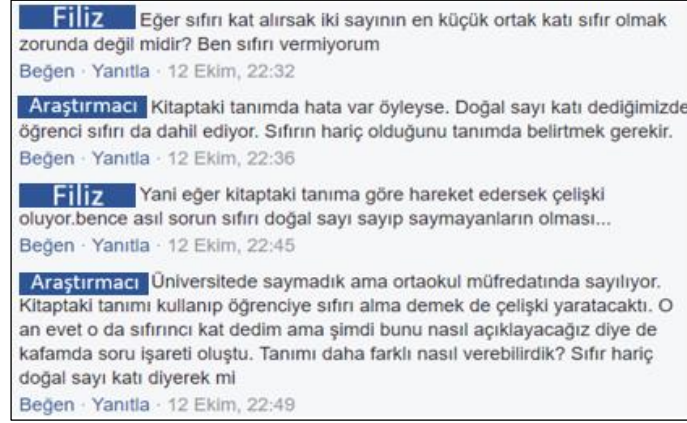 Filiz Eğer sıfırı kat alırsak iki sayının en küçük ortak katı sıfır olmak
zorunda değil midir? Ben sıfırı vermiyorum
Beğen · Yanıtla · 12 Ekim, 22:32
Araştırmacı Kitaptaki tanımda hata var öyleyse. Doğal sayı katı dediğimizde
öğrenci sıfırı da dahil ediyor. Sıfırın hariç olduğunu tanımda belirtmek gerekir.
Beğen · Yanıtla · 12 Ekim, 22:36
Filiz Yani eğer kitaptaki tanıma göre hareket edersek çelişki
oluyor.bence asıl sorun sıfırı doğal sayı sayıp saymayanların olması...
Beğen · Yanıtla · 12 Ekim, 22:45
Araştırmacı Üniversitede saymadık ama ortaokul müfredatında sayılıyor.
Kitaptaki tanımı kullanıp öğrenciye sıfırı alma demek de çelişki yaratacaktı. O
an evet o da sıfırıncı kat dedim ama şimdi bunu nasıl açıklayacağız diye de
kafamda soru işareti oluştu. Tanımı daha farklı nasıl verebilirdik? Sıfır hariç
doğal sayı katı diyerek mi
Beğen · Yanıtla · 12 Ekim, 22:49